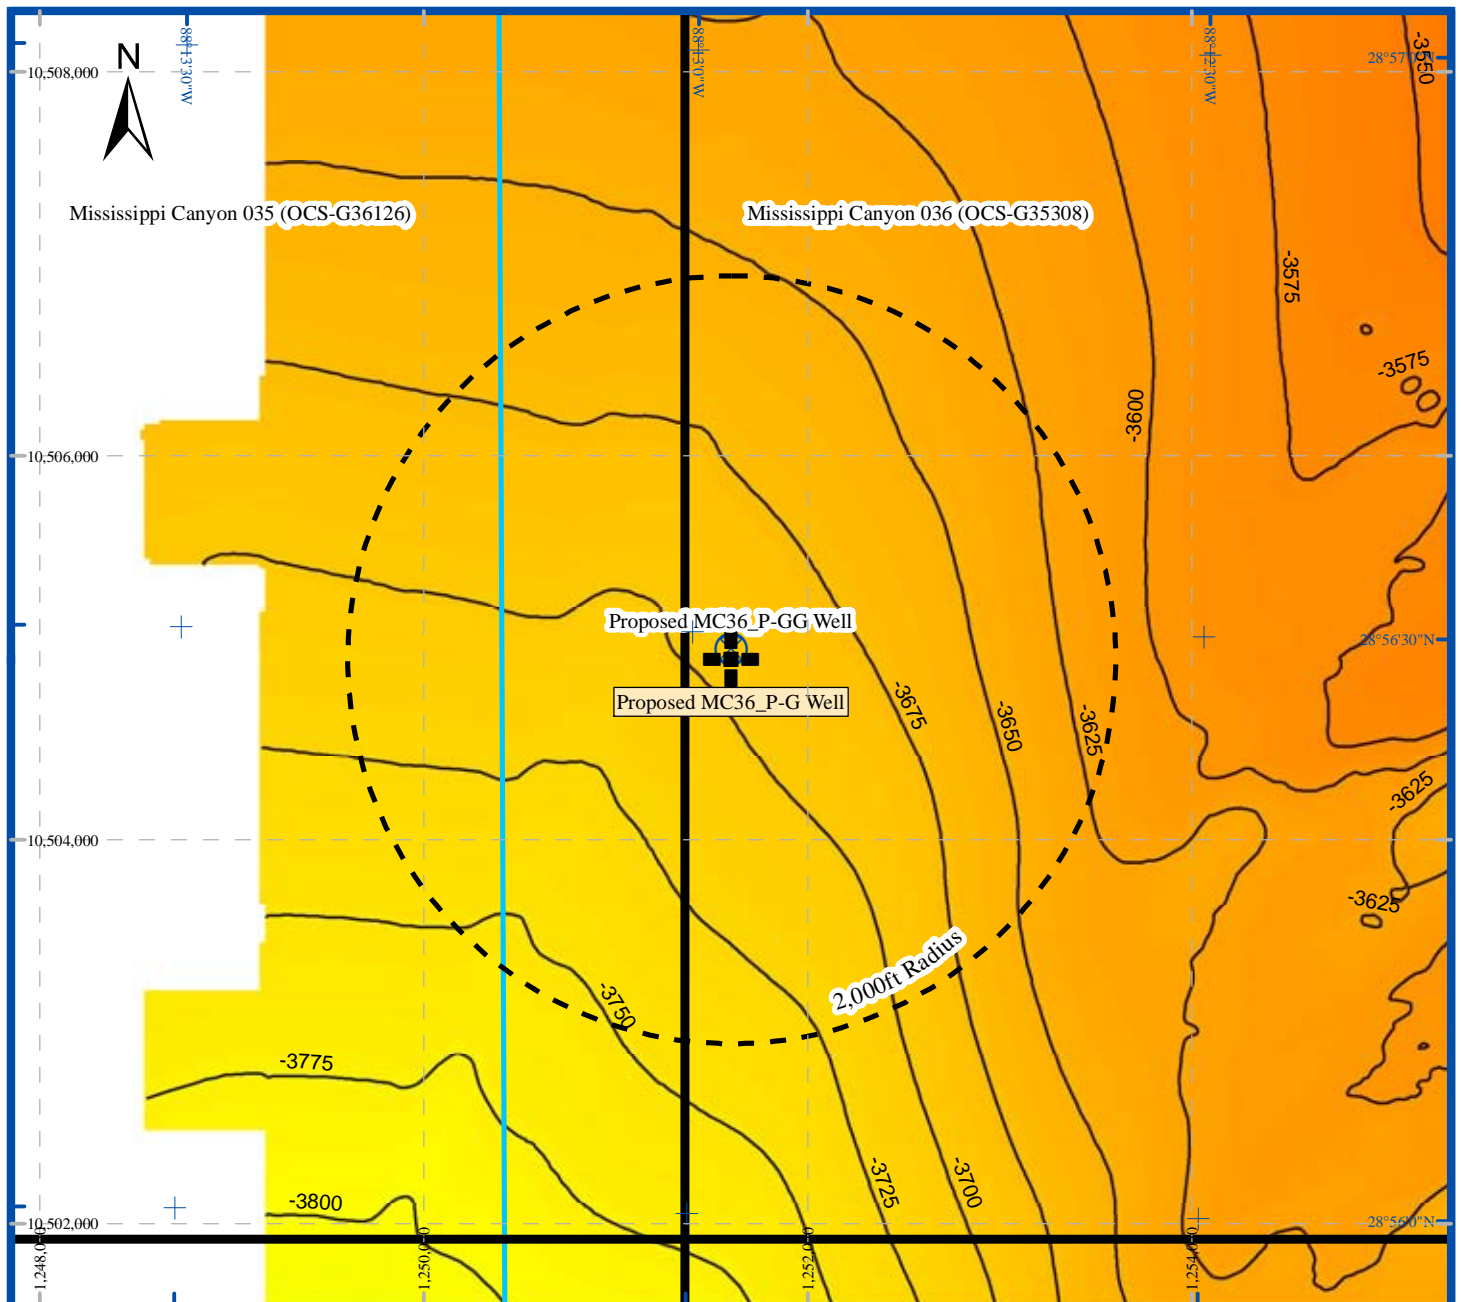 88°13'30"W
88°13'0"W
88°12'30"W
N
10,508,000
28°57'0"N
-3550
Mississippi Canyon 035 (OCS-G36126)
Mississippi Canyon 036 (OCS-G35308)
-3575
-3575
-3600
10,506,000
Proposed MC36_P-GG Well
28°56'30"N
Proposed MC36_P-G Well
-3675
-3650
-3625
-3625
10,504,000
-3625
2,000ft Radius
-3750
-3775
-3725
-3700
-3800
10,502,000
28°56'0"N
1,248,000
1,250,000
1,252,000
1,254,000